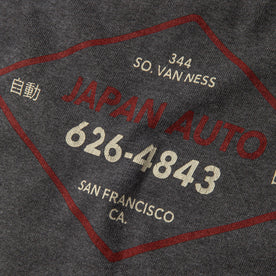 344
SO. VAN NESS
自動
JAPAN AUTO
626-4843
SAN FRANCISCO
CA.